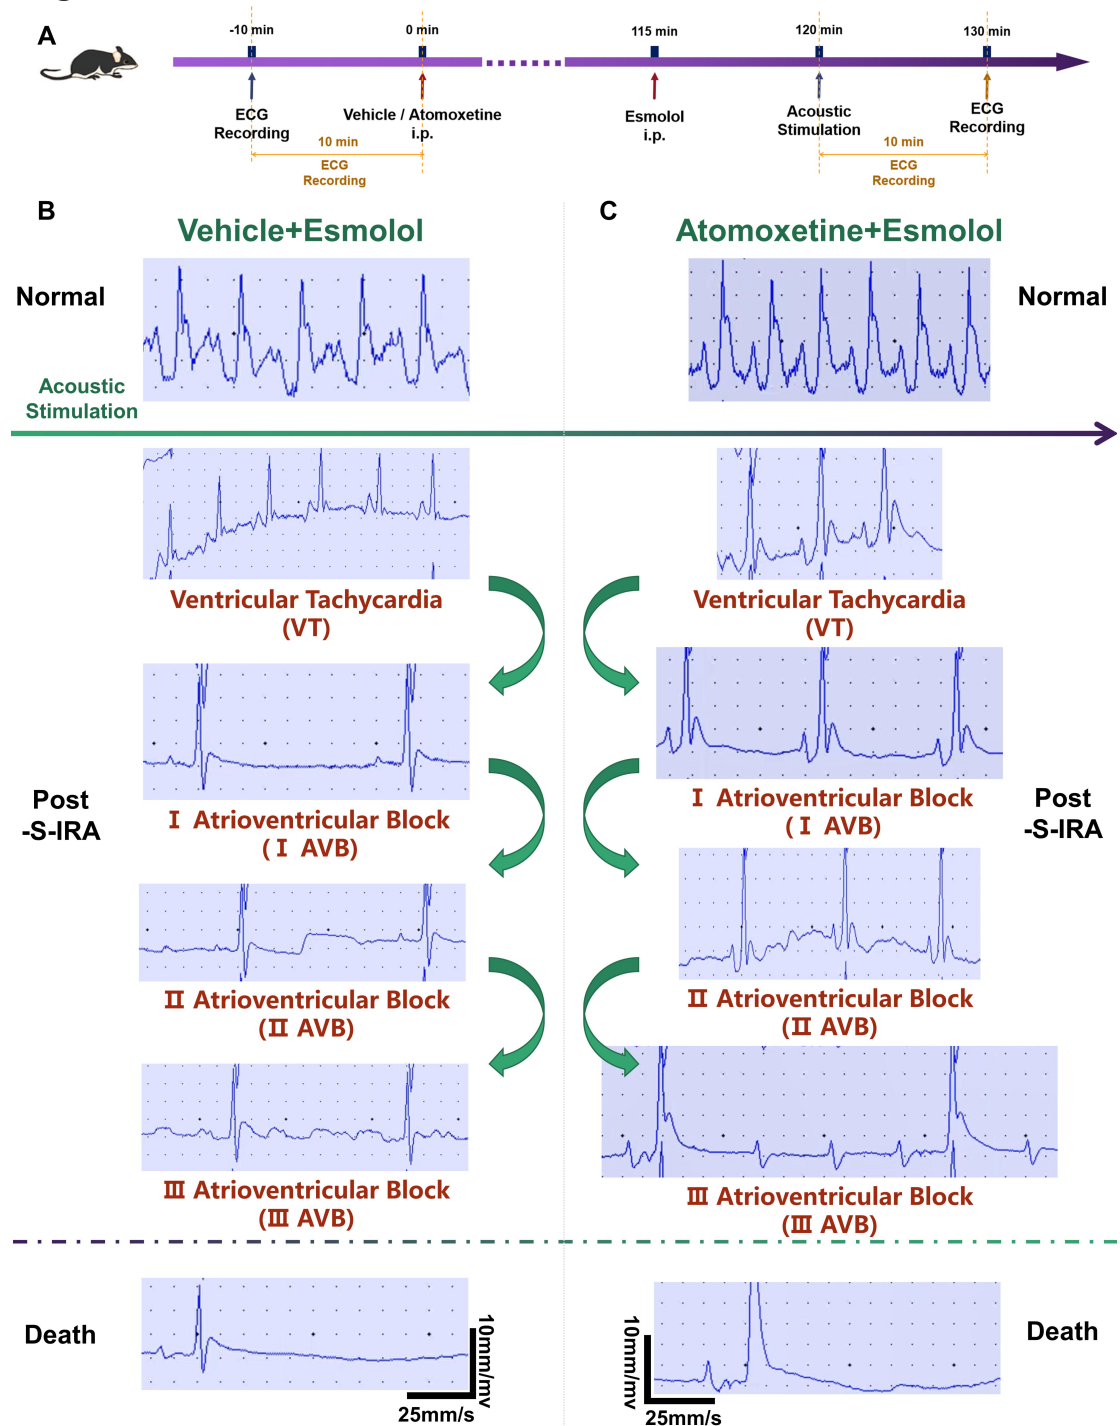 A
-10 min
0 min
115 min
120 min
130 min
ECG
Recording
Vehicle / Atomoxetine
i.p.
Esmolol
i.p.
Acoustic
Stimulation
ECG
Recording
10 min
ECG
Recording
10 min
ECG
Recording
B
Vehicle+Esmolol
C
Atomoxetine+Esmolol
Normal
Normal
Acoustic
Stimulation
Ventricular Tachycardia
(VT)
Ventricular Tachycardia
(VT)
Post
-S-IRA
Post
-S-IRA
Ⅰ Atrioventricular Block
(Ⅰ AVB)
Ⅰ Atrioventricular Block
(Ⅰ AVB)
Ⅱ Atrioventricular Block
(Ⅱ AVB)
Ⅱ Atrioventricular Block
(Ⅱ AVB)
Ⅲ Atrioventricular Block
(Ⅲ AVB)
Ⅲ Atrioventricular Block
(Ⅲ AVB)
Death
10mm/mv
25mm/s
10mm/mv
25mm/s
Death